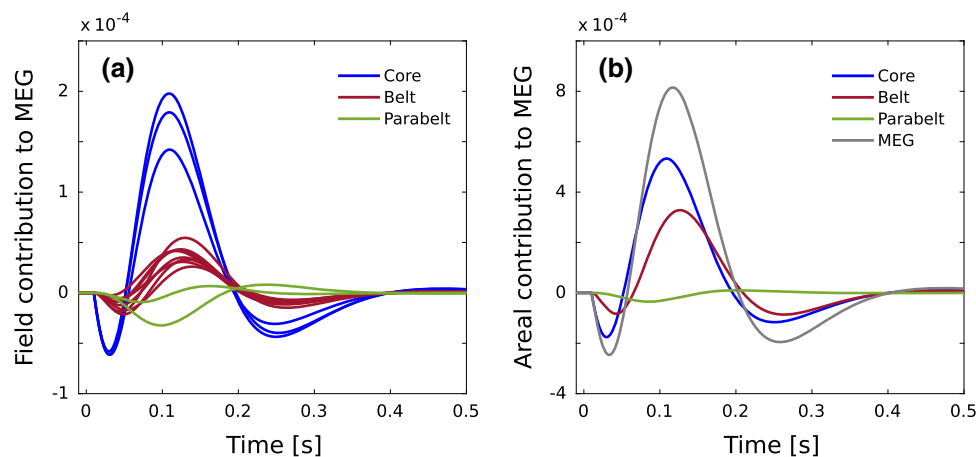 x 10-4
(a)
Core
Belt
Parabelt
2
1
0
-1
0
0.1
0.2
0.3
0.4
0.5
Field contribution to MEG
Time [s]
x 10-4
(b)
Core
Belt
Parabelt
MEG
8
4
0
-4
0
0.1
0.2
0.3
0.4
0.5
Areal contribution to MEG
Time [s]